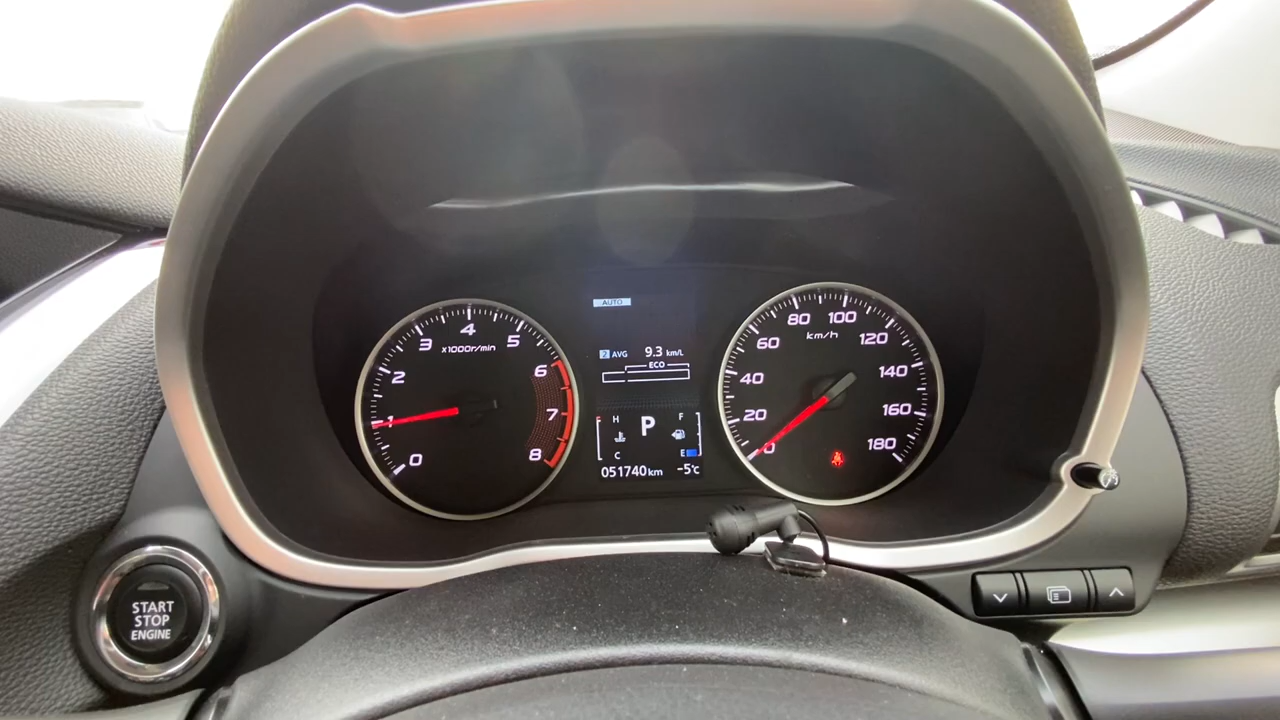 AUTO
2 AVG 9.3 km/L
ECO
0 1 2 3 4 5 6 7 8
x1000r/min
H P F
C E
051740km -5°C
0 20 40 60 80 100 120 140 160 180
km/h
START
STOP
ENGINE